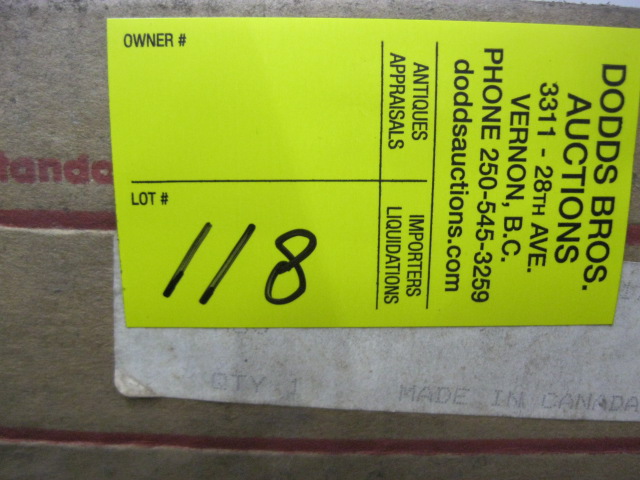 OWNER #
LOT #
118
DODDS BROS.
AUCTIONS
3311 - 28TH AVE.
VERNON, B.C.
PHONE 250-545-3259
doddsauctions.com
ANTIQUES
APPRAISALS
IMPORTERS
LIQUIDATIONS
tanda
QTY 1 MADE IN CANADA